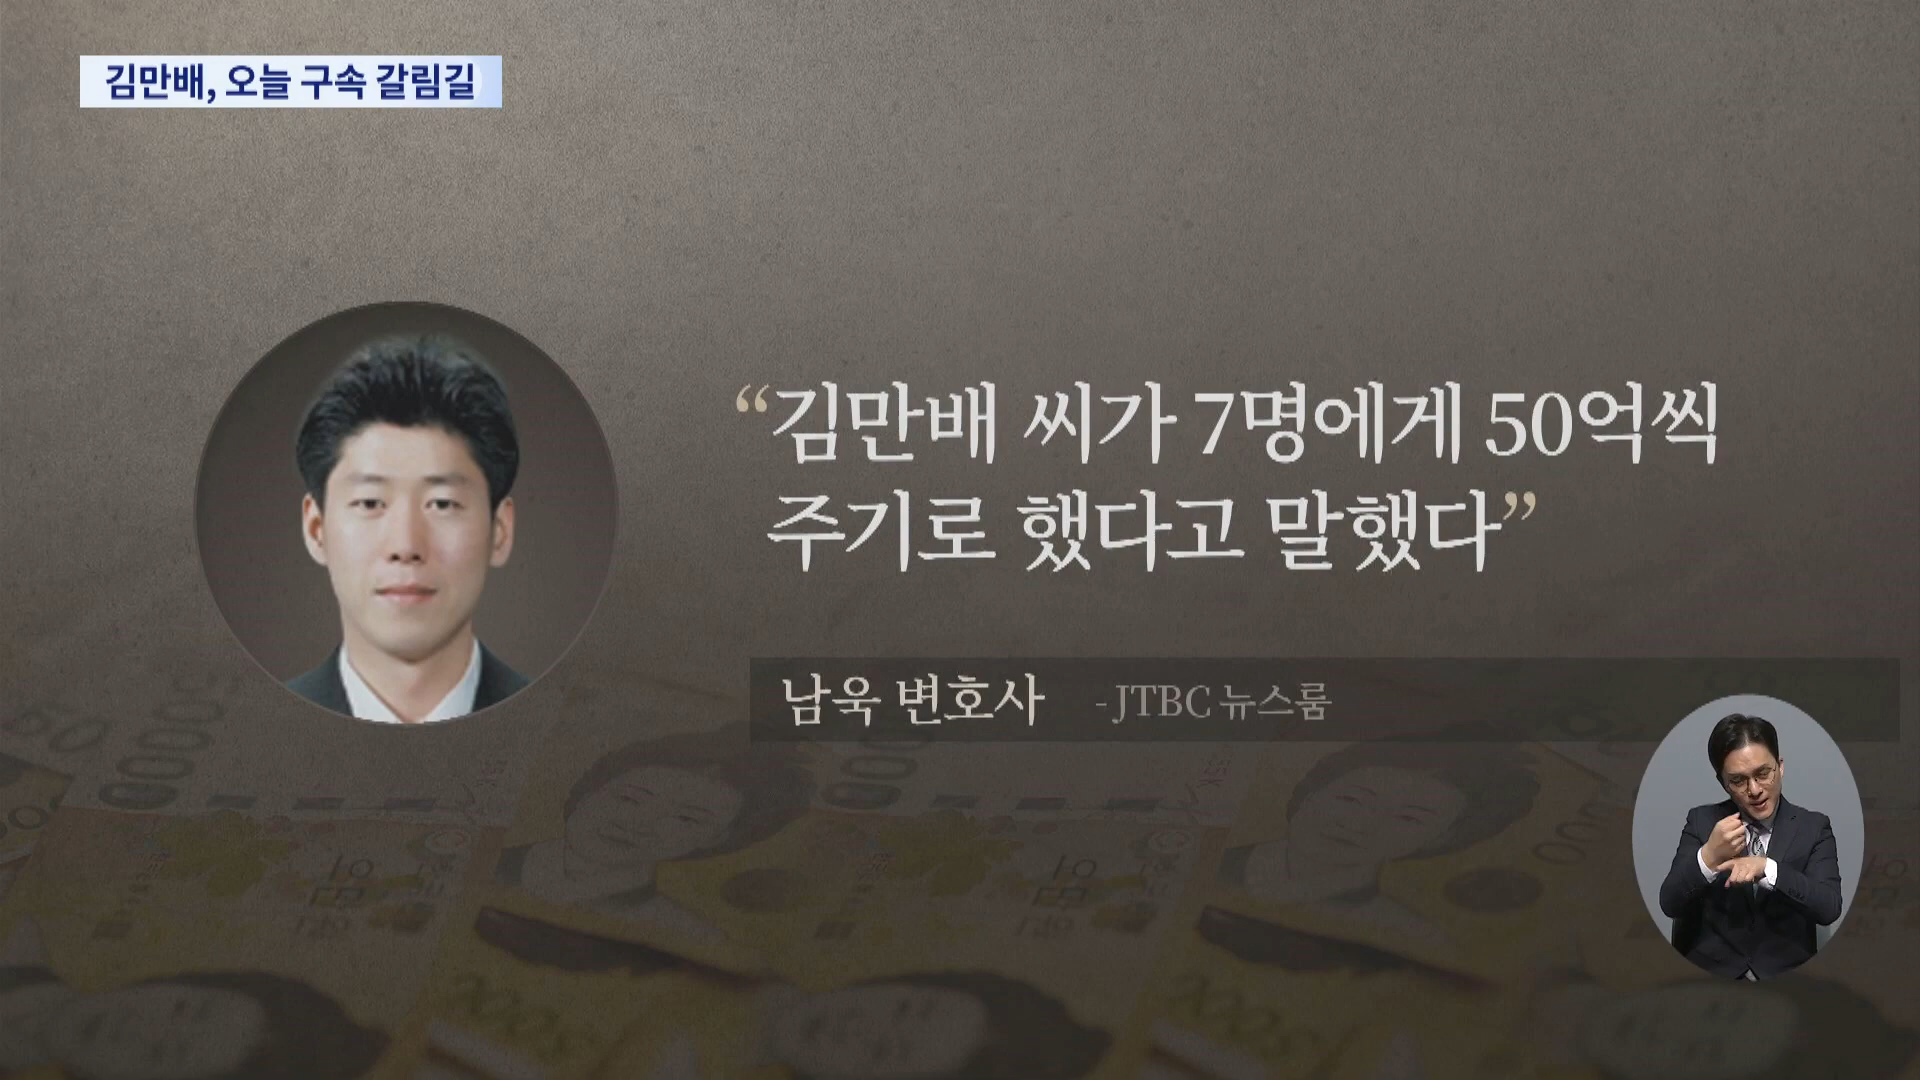 김만배, 오늘 구속 갈림길
“김만배 씨가 7명에게 50억씩
주기로 했다고 말했다”
남욱 변호사 - JTBC 뉴스룸